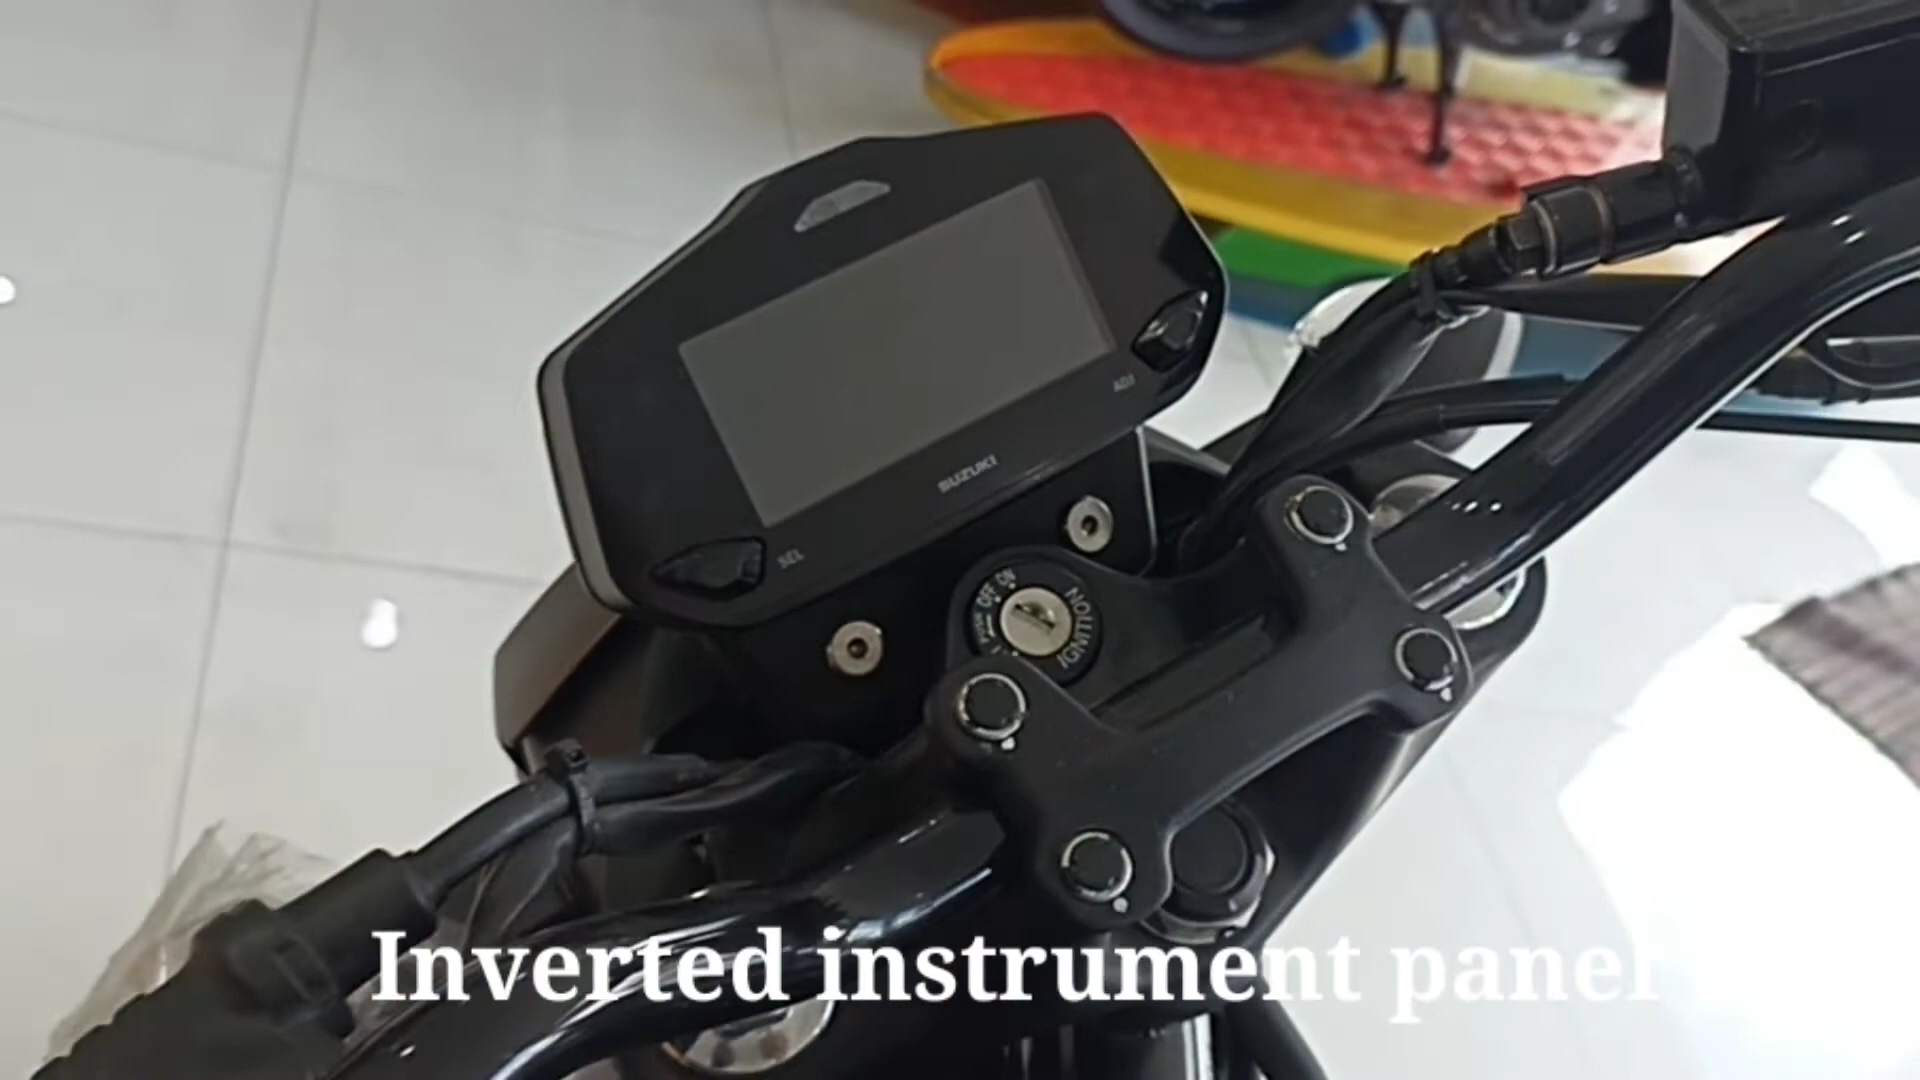 ADJ
SUZUKI
SEL
ON
OFF
PUSH
IGNITION
Inverted instrument panel